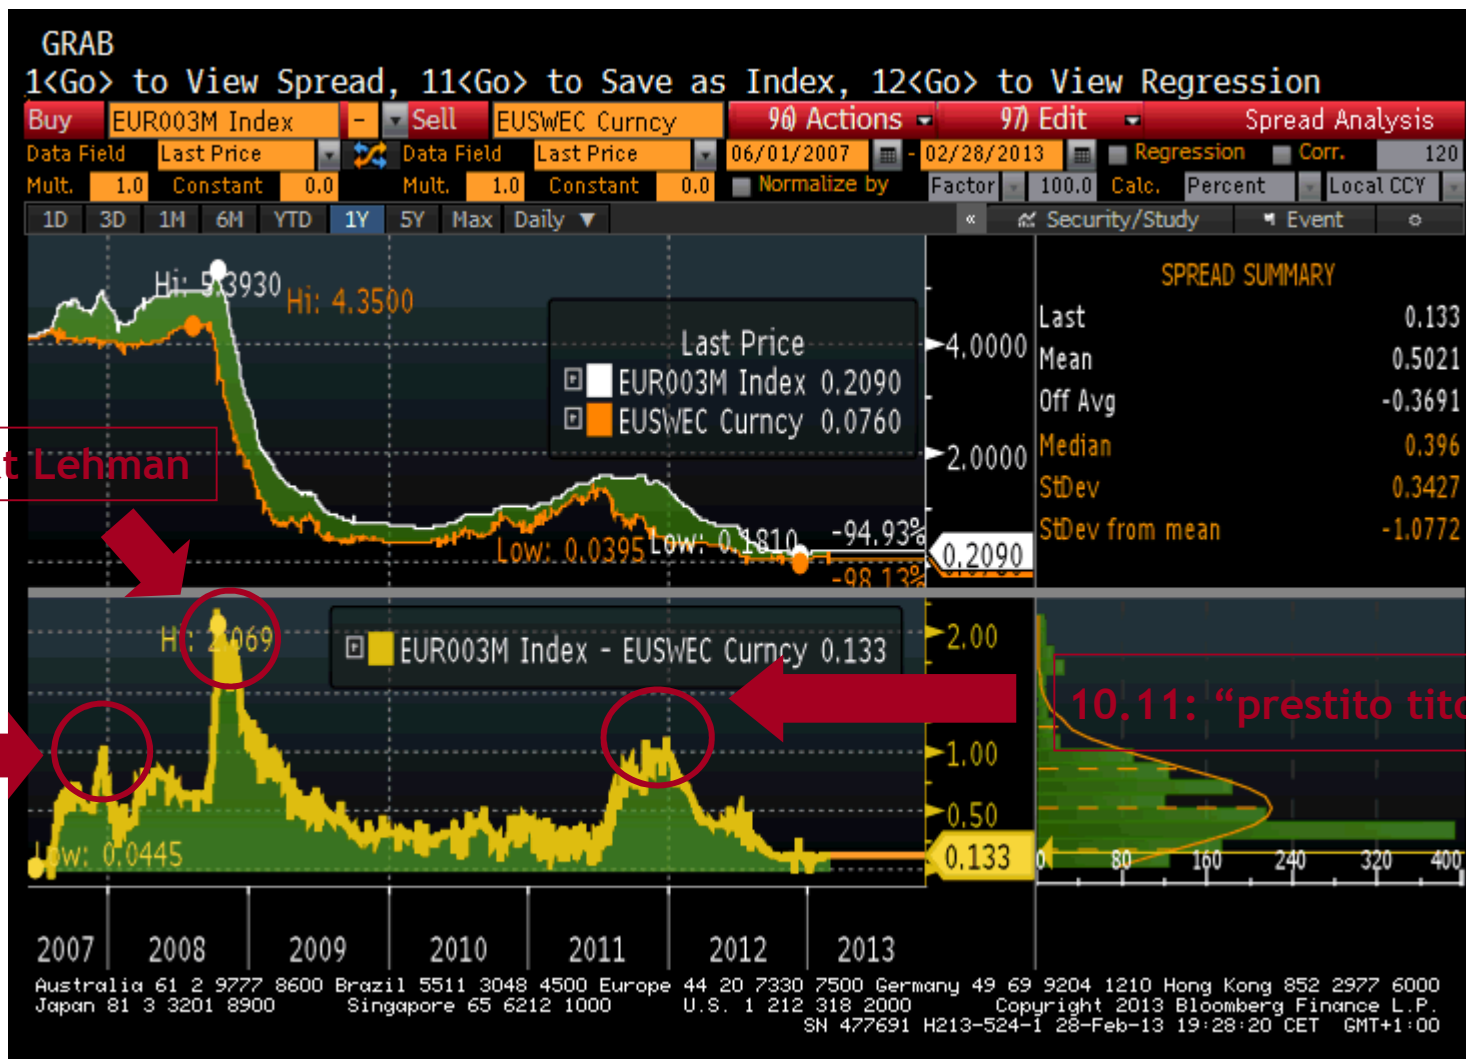 GRAB
1<Go> to View Spread, 11<Go> to Save as Index, 12<Go> to View Regression
Buy EUR003M Index - Sell EUSWEC Curncy 96) Actions 97) Edit Spread Analysis
Data Field Last Price Data Field Last Price 06/01/2007 - 02/28/2013 Regression Corr. 120
Mult. 1.0 Constant 0.0 Mult. 1.0 Constant 0.0 Normalize by Factor 100.0 Calc. Percent Local CCY
1D 3D 1M 6M YTD 1Y 5Y Max Daily ▼ « Security/Study Event
Hi: 5.3930
Hi: 4.3500
Last Price
EUR003M Index 0.2090
EUSWEC Curncy 0.0760
4.0000
2.0000
0.2090
Low: 0.0395
Low: 0.1810
-94.93%
-98.13%
SPREAD SUMMARY
Last 0.133
Mean 0.5021
Off Avg -0.3691
Median 0.396
StDev 0.3427
StDev from mean -1.0772
Lehman
Hi: 2.069
EUR003M Index - EUSWEC Curncy 0.133
2.00
1.00
0.50
0.133
Low: 0.0445
10.11: “prestito
0 80 160 240 320 400
2007 2008 2009 2010 2011 2012 2013
Australia 61 2 9777 8600 Brazil 5511 3048 4500 Europe 44 20 7330 7500 Germany 49 69 9204 1210 Hong Kong 852 2977 6000
Japan 81 3 3201 8900 Singapore 65 6212 1000 U.S. 1 212 318 2000 Copyright 2013 Bloomberg Finance L.P.
SN 477691 H213-524-1 28-Feb-13 19:28:20 CET GMT+1:00